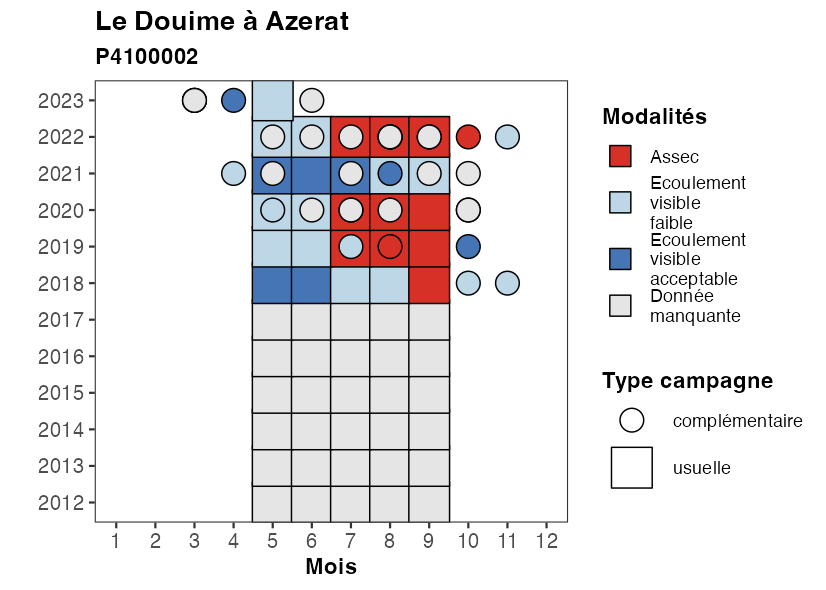 Le Douime à Azerat
P4100002
2023
2022
2021
2020
2019
2018
2017
2016
2015
2014
2013
2012
1 2 3 4 5 6 7 8 9 10 11 12
Mois
Modalités
Assec
Ecoulement
visible
faible
Ecoulement
visible
acceptable
Donnée
manquante
Type campagne
complémentaire
usuelle